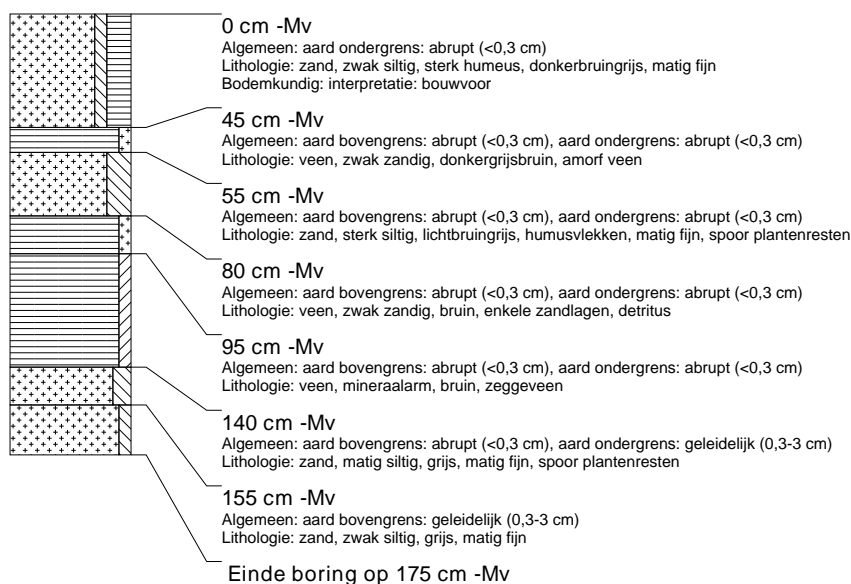 0 cm -Mv
Algemeen: aard ondergrens: abrupt (<0,3 cm)
Lithologie: zand, zwak siltig, sterk humeus, donkerbruingrijs, matig fijn
Bodemkundig: interpretatie: bouwvoor
45 cm -Mv
Algemeen: aard bovengrens: abrupt (<0,3 cm), aard ondergrens: abrupt (<0,3 cm)
Lithologie: veen, zwak zandig, donkergrijsbruin, amorf veen
55 cm -Mv
Algemeen: aard bovengrens: abrupt (<0,3 cm), aard ondergrens: abrupt (<0,3 cm)
Lithologie: zand, sterk siltig, lichtbruingrijs, humusvlekken, matig fijn, spoor plantenresten
80 cm -Mv
Algemeen: aard bovengrens: abrupt (<0,3 cm), aard ondergrens: abrupt (<0,3 cm)
Lithologie: veen, zwak zandig, bruin, enkele zandlagen, detritus
95 cm -Mv
Algemeen: aard bovengrens: abrupt (<0,3 cm), aard ondergrens: abrupt (<0,3 cm)
Lithologie: veen, mineraalarm, bruin, zeggeveen
140 cm -Mv
Algemeen: aard bovengrens: abrupt (<0,3 cm), aard ondergrens: geleidelijk (0,3-3 cm)
Lithologie: zand, matig siltig, grijs, matig fijn, spoor plantenresten
155 cm -Mv
Algemeen: aard bovengrens: geleidelijk (0,3-3 cm)
Lithologie: zand, zwak siltig, grijs, matig fijn
Einde boring op 175 cm -Mv